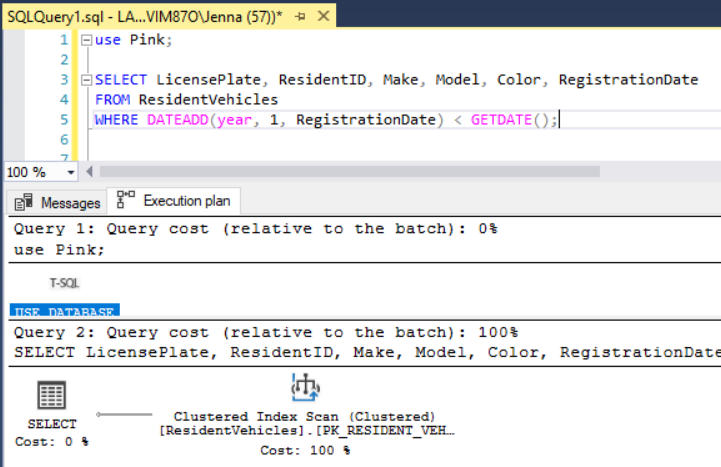 SQLQuery1.sql - LA...VIM87O\Jenna (57))*
1 use Pink;
2
3 SELECT LicensePlate, ResidentID, Make, Model, Color, RegistrationDate
4 FROM ResidentVehicles
5 WHERE DATEADD(year, 1, RegistrationDate) < GETDATE();
6
7
100 %
Messages Execution plan
Query 1: Query cost (relative to the batch): 0%
use Pink;
T-SQL
USE DATABASE
Query 2: Query cost (relative to the batch): 100%
SELECT LicensePlate, ResidentID, Make, Model, Color, RegistrationDate
SELECT
Cost: 0 %
Clustered Index Scan (Clustered)
[ResidentVehicles].[PK_RESIDENT_VEH…
Cost: 100 %